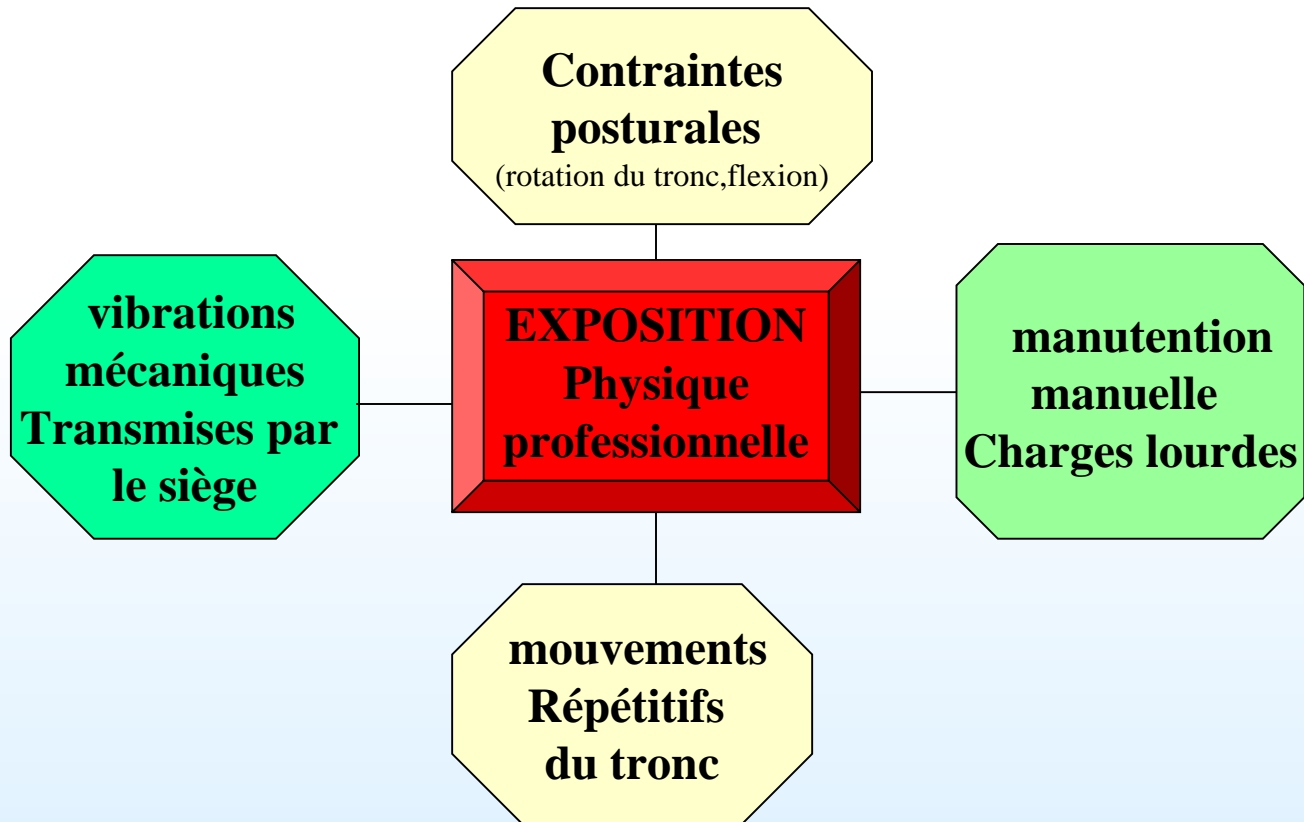 Contraintes
posturales
(rotation du tronc,flexion)
vibrations
mécaniques
Transmises par
le siège
EXPOSITION
Physique
professionnelle
manutention
manuelle
Charges lourdes
mouvements
Répétitifs
du tronc